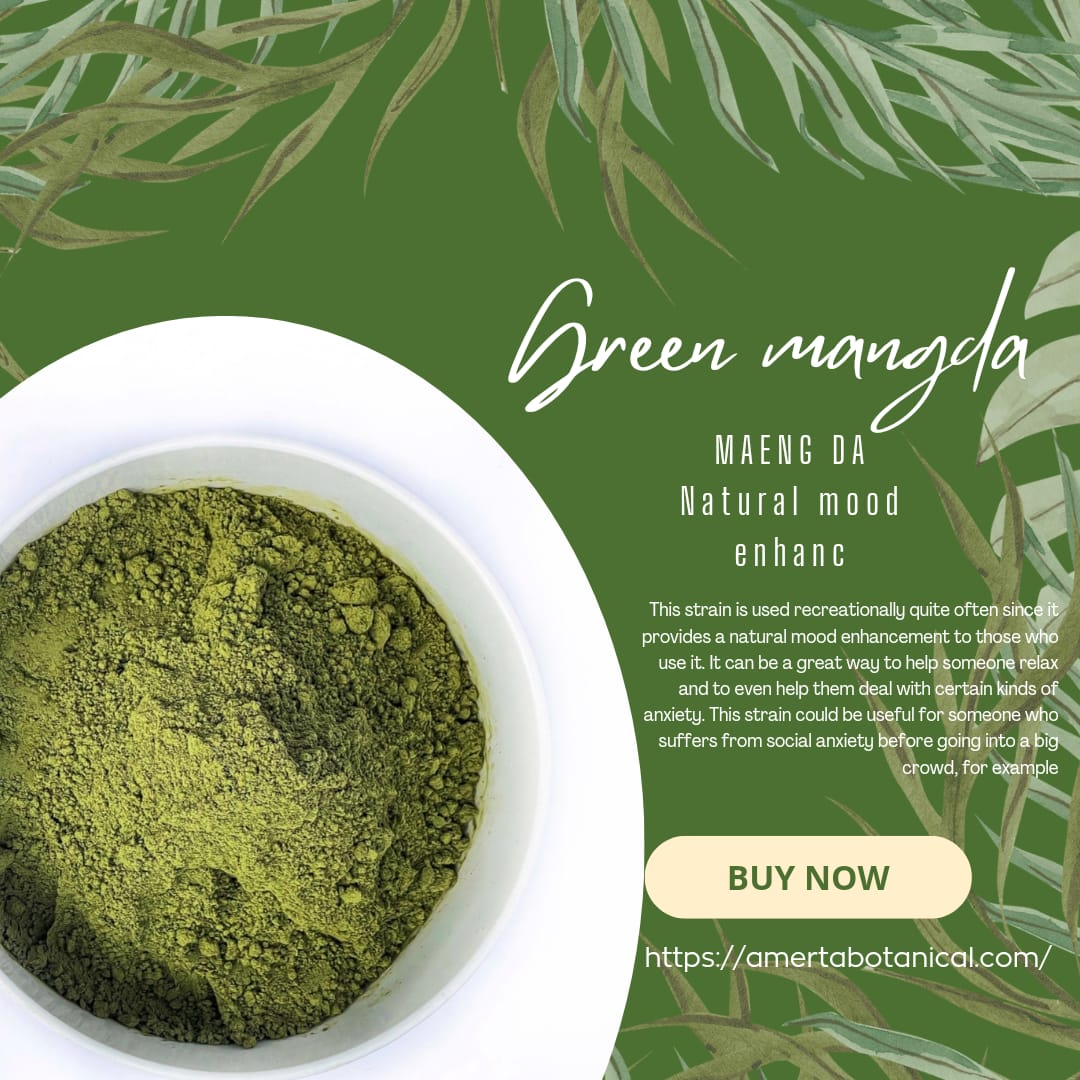 Green mangda
MAENG DA
Natural mood
enhanc
This strain is used recreationally quite often since it
provides a natural mood enhancement to those who
use it. It can be a great way to help someone relax
and to even help them deal with certain kinds of
anxiety. This strain could be useful for someone who
suffers from social anxiety before going into a big
crowd, for example
BUY NOW
https://amertabotanical.com/